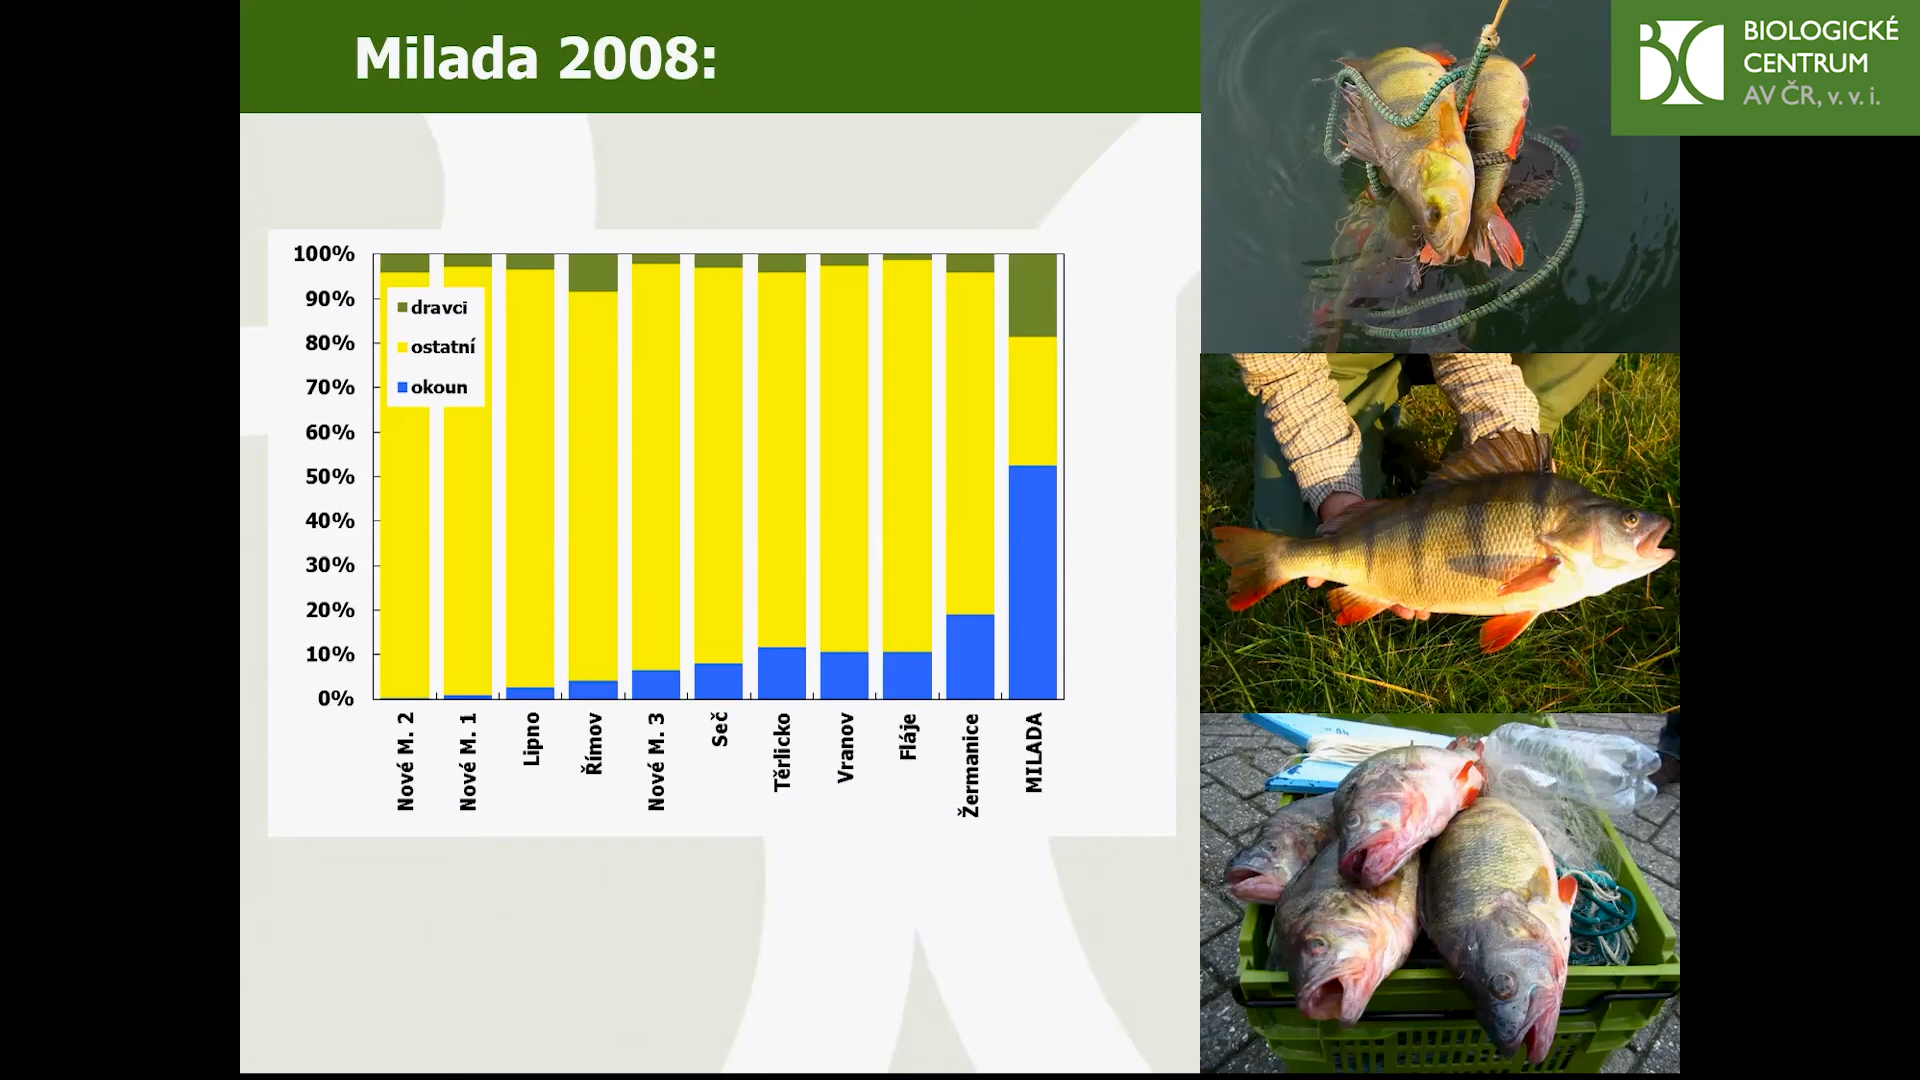 Milada 2008:
BIOLOGICKÉ
CENTRUM
AV ČR, v. v. i.
100%
90%
80%
70%
60%
50%
40%
30%
20%
10%
0%
dravci
ostatní
okoun
Nové M. 2
Nové M. 1
Lipno
Římov
Nové M. 3
Seč
Těrlicko
Vranov
Fláje
Žermanice
MILADA